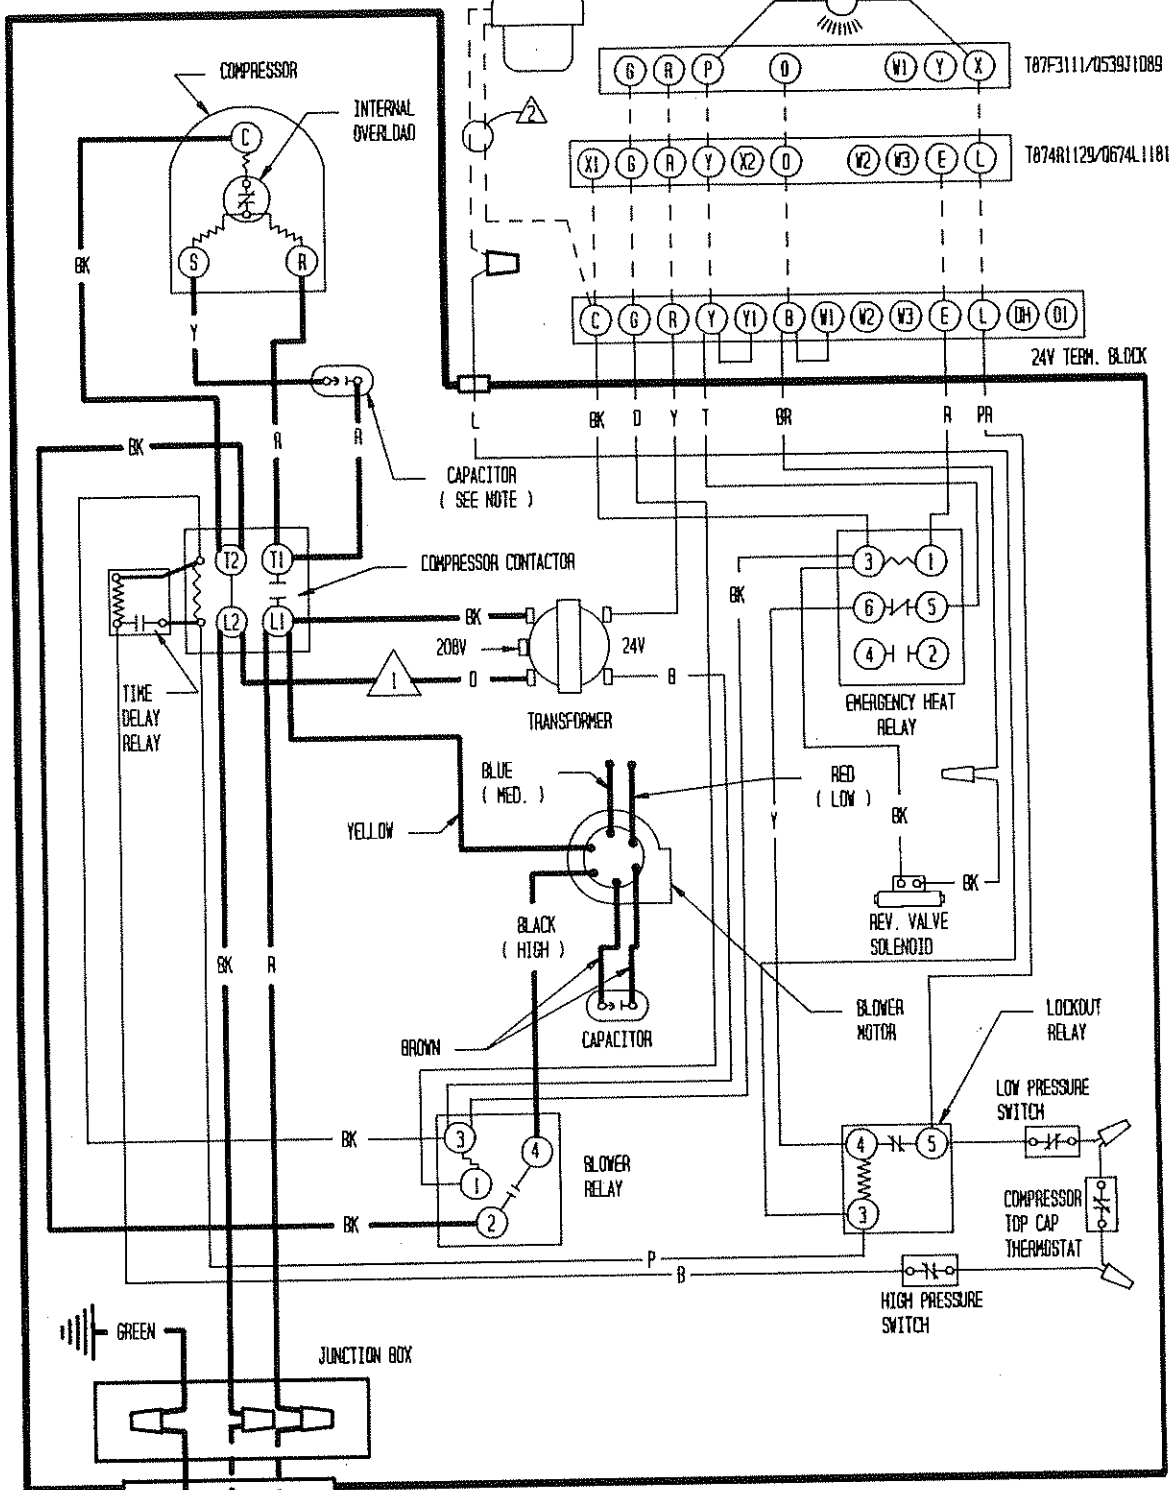 COMPRESSOR
INTERNAL
OVERLOAD
C
S
R
2
G R P O W1 Y X
T87F3111/Q539J1089
X1 G R Y X2 O W2 W3 E L
T874R1129/Q674L1181
C G R Y Y1 B W1 W2 W3 E L DH O1
24V TERM. BLOCK
BK
Y
R
R
BK
L
BK
O
Y
T
BR
R
PR
CAPACITOR
( SEE NOTE )
T2
T1
L2
L1
COMPRESSOR CONTACTOR
BK
208V
24V
1
O
B
TRANSFORMER
TIME
DELAY
RELAY
3
1
6
5
4
2
EMERGENCY HEAT
RELAY
BK
Y
BLUE
( MED. )
RED
( LOW )
YELLOW
BLACK
( HIGH )
BK
BK
REV. VALVE
SOLENOID
BK
R
BROWN
CAPACITOR
BLOWER
MOTOR
LOCKOUT
RELAY
LOW PRESSURE
SWITCH
BK
3
4
1
2
BLOWER
RELAY
BK
4
5
3
COMPRESSOR
TOP CAP
THERMOSTAT
P
B
HIGH PRESSURE
SWITCH
GREEN
JUNCTION BOX